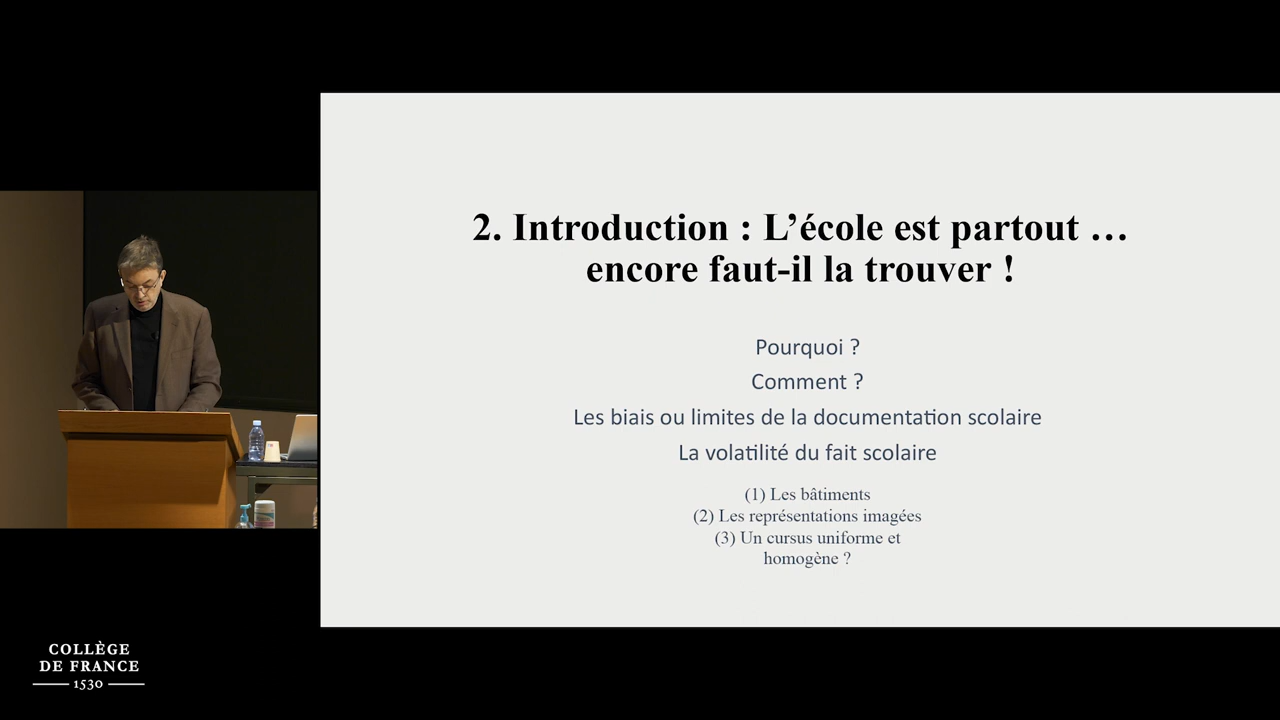 2. Introduction : L’école est partout …
encore faut-il la trouver !
Pourquoi ?
Comment ?
Les biais ou limites de la documentation scolaire
La volatilité du fait scolaire
(1) Les bâtiments
(2) Les représentations imagées
(3) Un cursus uniforme et
homogène ?
COLLÈGE
DE FRANCE
1530